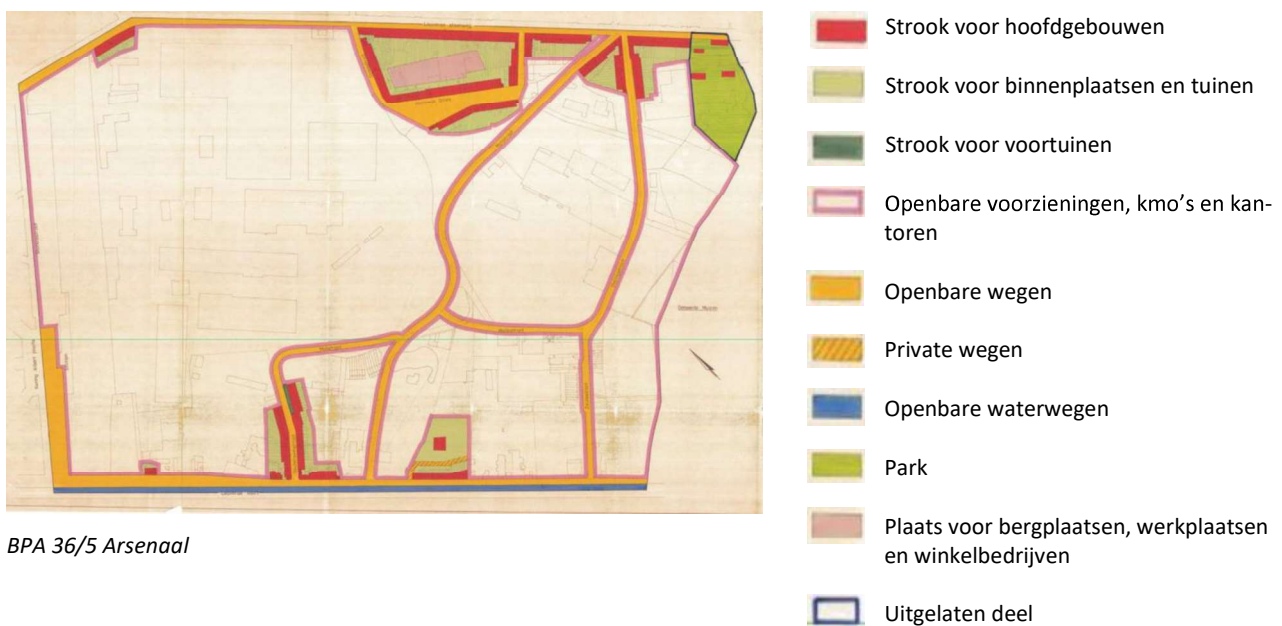 Strook voor hoofdgebouwen
Strook voor binnenplaatsen en tuinen
Strook voor voortuinen
Openbare voorzieningen, kmo's en kan-
toren
Openbare wegen
Private wegen
Openbare waterwegen
Park
Plaats voor bergplaatsen, werkplaatsen
en winkelbedrijven
Uitgelaten deel
BPA 36/5 Arsenaal